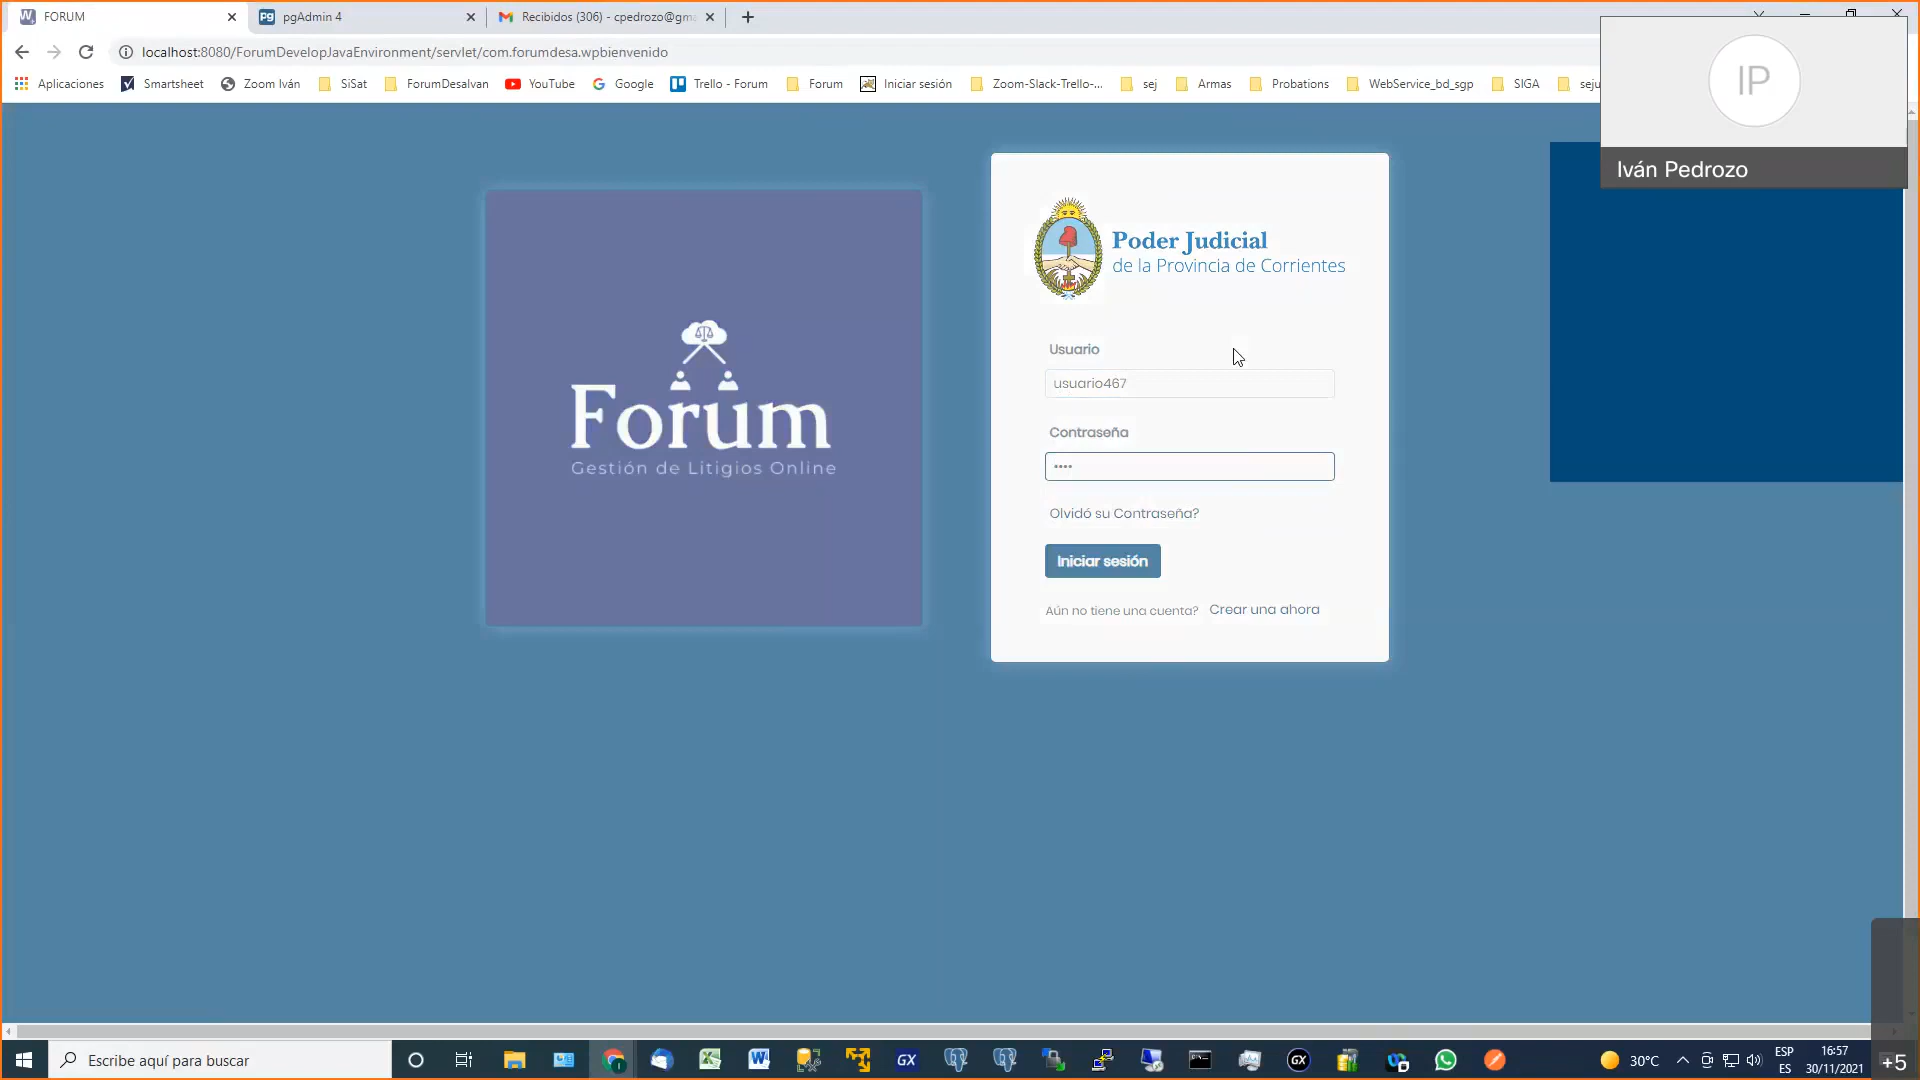 FORUM
pgAdmin 4
Recibidos (306) - cpedrozo@gm
localhost:8080/ForumDevelopJavaEnvironment/servlet/com.forumdesa.wpbienvenido
Aplicaciones
Smartsheet
Zoom Iván
SiSat
ForumDesaIvan
YouTube
Google
Trello - Forum
Forum
Iniciar sesión
Zoom-Slack-Trello-...
sej
Armas
Probations
WebService_bd_sgp
SIGA
seju
IP
Iván Pedrozo
Forum
Gestión de Litigios Online
Poder Judicial
de la Provincia de Corrientes
Usuario
usuario467
Contraseña
••••
Olvidó su Contraseña?
Iniciar sesión
Aún no tiene una cuenta? Crear una ahora
Escribe aquí para buscar
GX
GX
30°C
ESP
ES
16:57
30/11/2021
+5